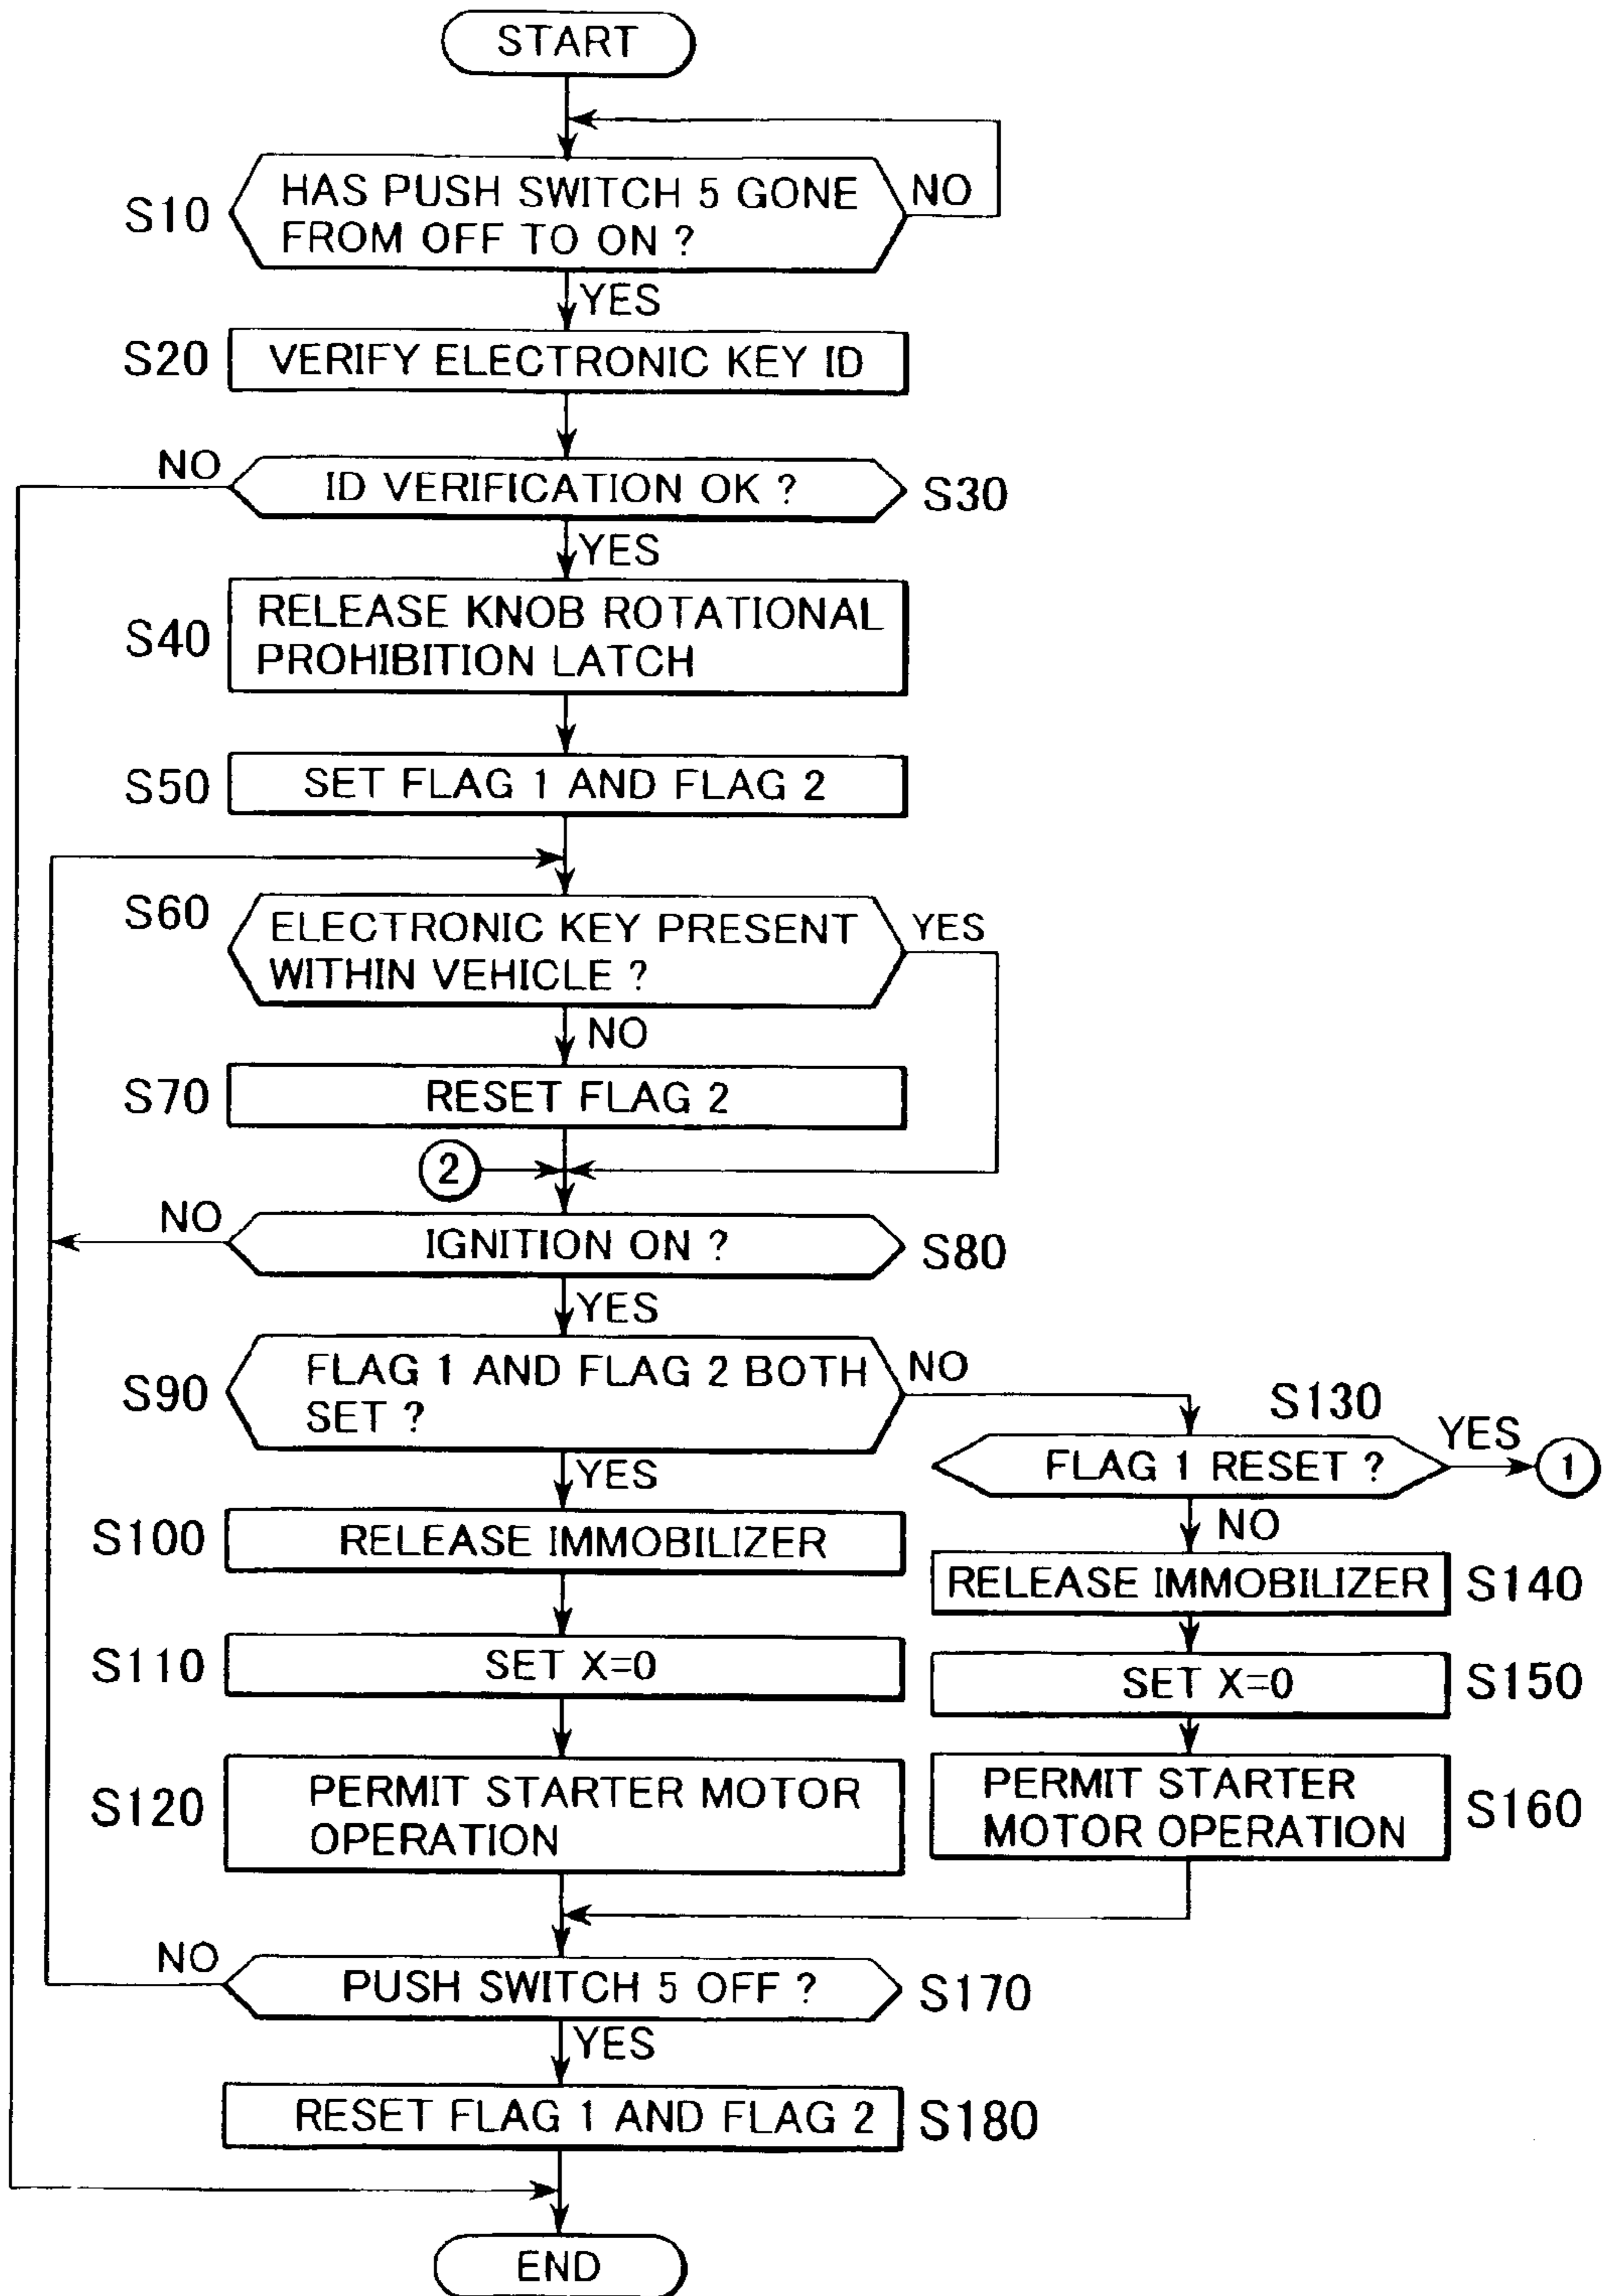 START
HAS PUSH SWITCH 5 GONE
FROM OFF TO ON ?
NO
S10
YES
S20
VERIFY ELECTRONIC KEY ID
NO
ID VERIFICATION OK ?
S30
YES
S40
RELEASE KNOB ROTATIONAL
PROHIBITION LATCH
S50
SET FLAG 1 AND FLAG 2
S60
ELECTRONIC KEY PRESENT
WITHIN VEHICLE ?
YES
NO
S70
RESET FLAG 2
2
NO
IGNITION ON ?
S80
YES
S90
FLAG 1 AND FLAG 2 BOTH
SET ?
NO
S130
FLAG 1 RESET ?
YES
1
YES
NO
S100
RELEASE IMMOBILIZER
RELEASE IMMOBILIZER
S140
S110
SET X=0
SET X=0
S150
S120
PERMIT STARTER MOTOR
OPERATION
PERMIT STARTER
MOTOR OPERATION
S160
NO
PUSH SWITCH 5 OFF ?
S170
YES
RESET FLAG 1 AND FLAG 2
S180
END